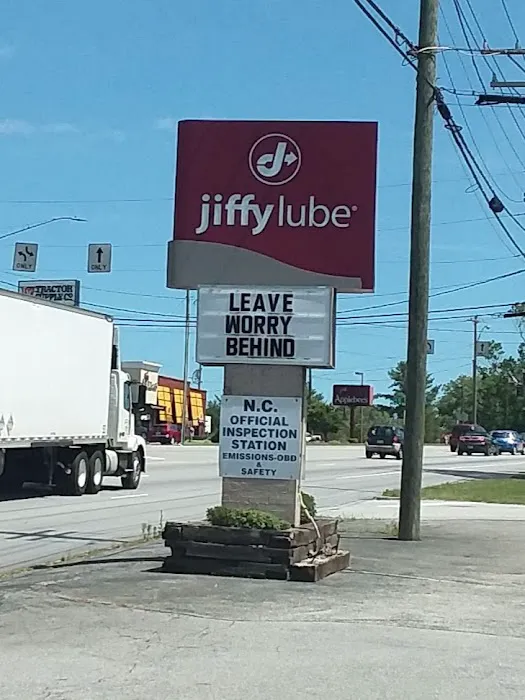 jiffy lube
LEAVE
WORRY
BEHIND
N.C.
OFFICIAL
INSPECTION
STATION
EMISSIONS-OBD
&
SAFETY
ONLY
ONLY
TRACTOR
SUPPLY CO
Applebee's